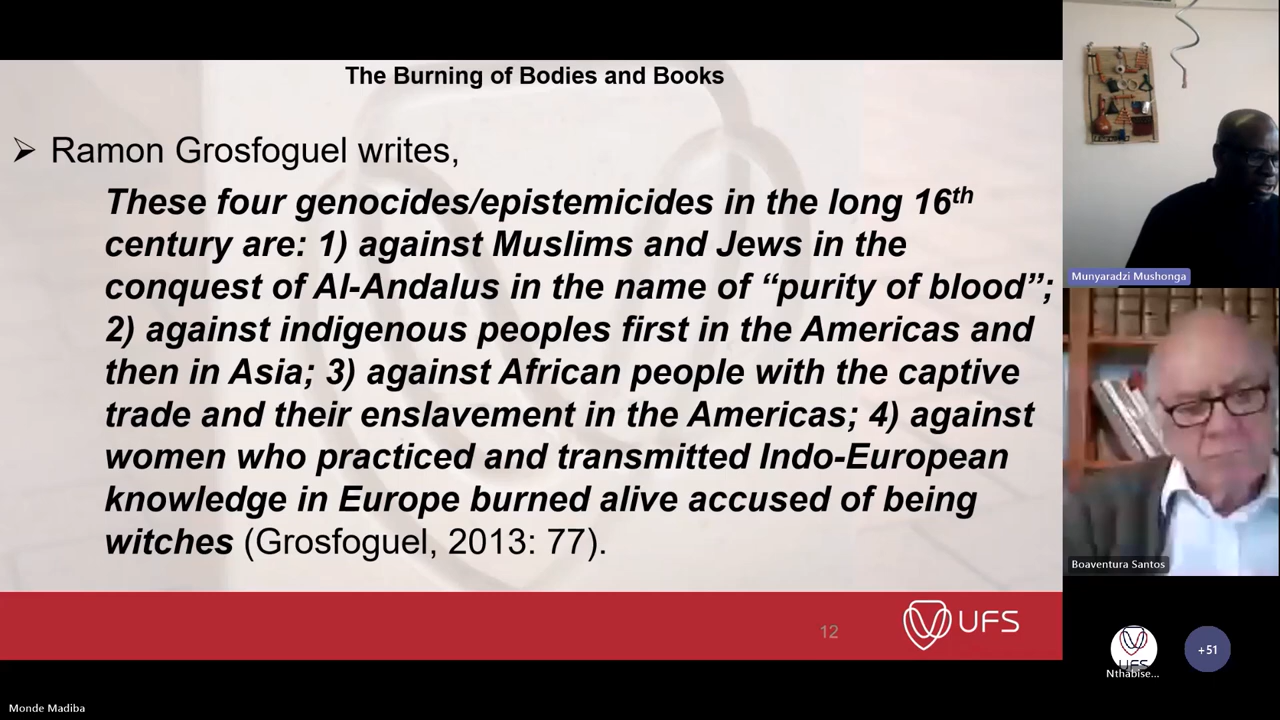 The Burning of Bodies and Books
➢ Ramon Grosfoguel writes,
These four genocides/epistemicides in the long 16th
century are: 1) against Muslims and Jews in the
conquest of Al-Andalus in the name of “purity of blood”;
2) against indigenous peoples first in the Americas and
then in Asia; 3) against African people with the captive
trade and their enslavement in the Americas; 4) against
women who practiced and transmitted Indo-European
knowledge in Europe burned alive accused of being
witches (Grosfoguel, 2013: 77).
12
UFS
Munyaradzi Mushonga
Boaventura Santos
UFS
Nthabise...
+51
Monde Madiba